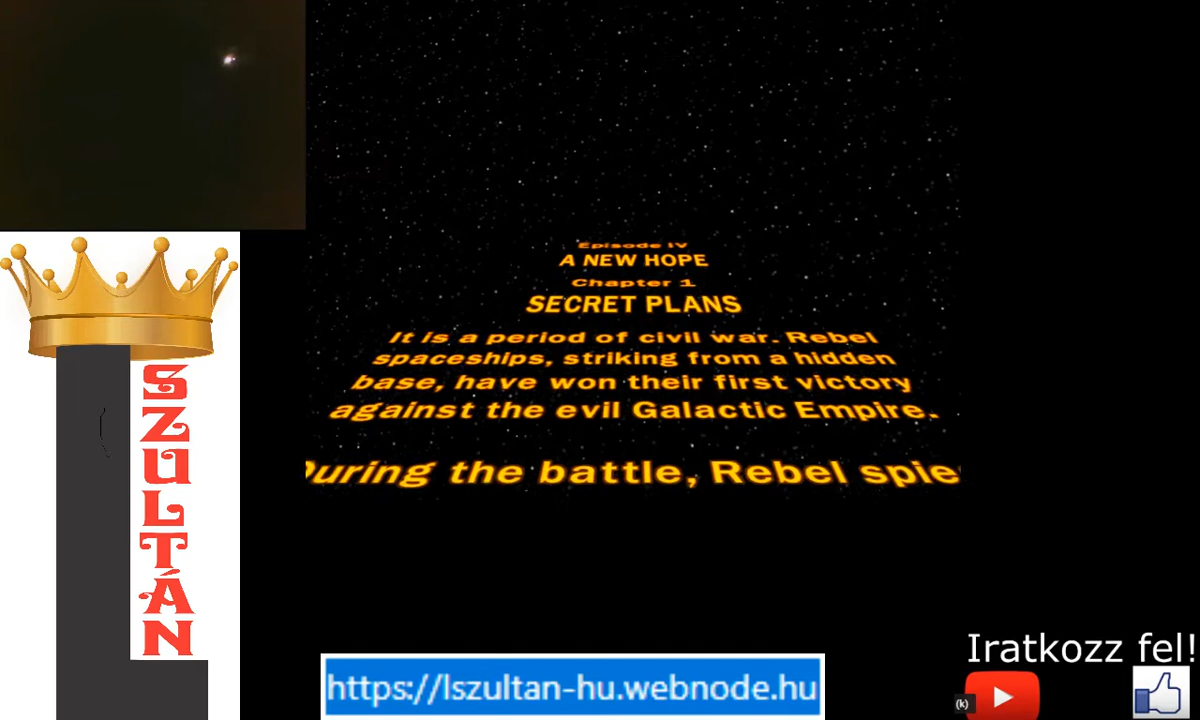 Episode IV
A NEW HOPE
Chapter 1
SECRET PLANS
It is a period of civil war. Rebel
spaceships, striking from a hidden
base, have won their first victory
against the evil Galactic Empire.
During the battle, Rebel spie
L
SZULTÁN
https://lszultan-hu.webnode.hu
Iratkozz fel!
(k)